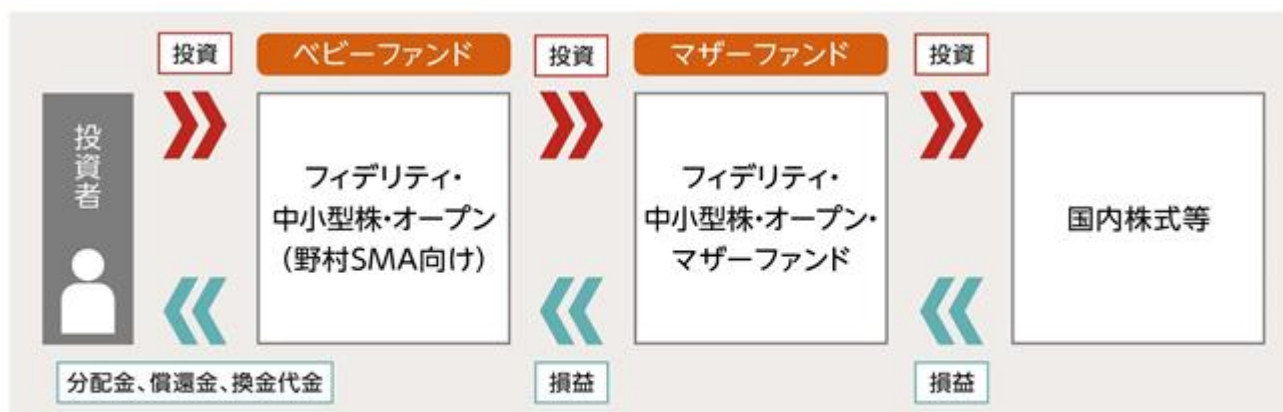 投資
ベビーファンド
投資
マザーファンド
投資
投資者
フィデリティ・
中小型株・オープン
(野村SMA向け)
フィデリティ・
中小型株・オープン・
マザーファンド
国内株式等
分配金、償還金、換金代金
損益
損益